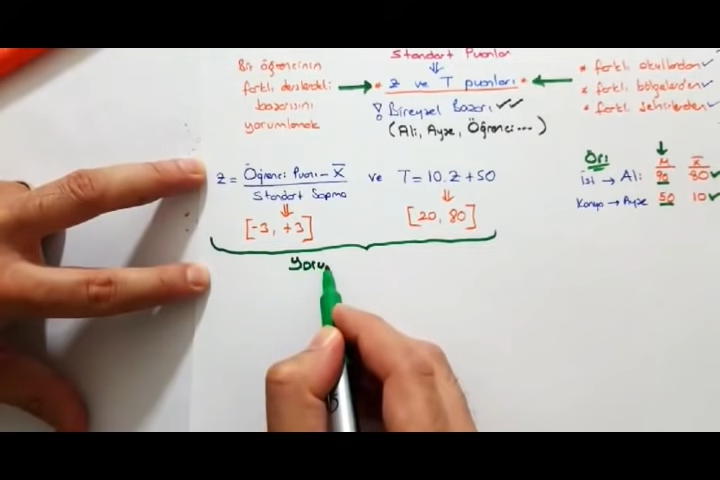 Standart Puanlar
⇓
* z ve T puanları *
! Bireysel Başarı ✓✓
(Ali, Ayşe, Öğrenci...)
Bir öğrencinin
farklı derslerdeki
başarısını
yorumlamak
* farklı okullardan ✓
* farklı bölgelerden ✓
* farklı şehirlerden ✓
z = Öğrenci Puanı - X̄ / Standart Sapma
ve T = 10.z + 50
⇓ ⇓
[-3, +3] [20, 80]
Yoru
Ör:
X̄
İst → Ali 90 80 ✓
Konya → Ayşe 50 10 ✓